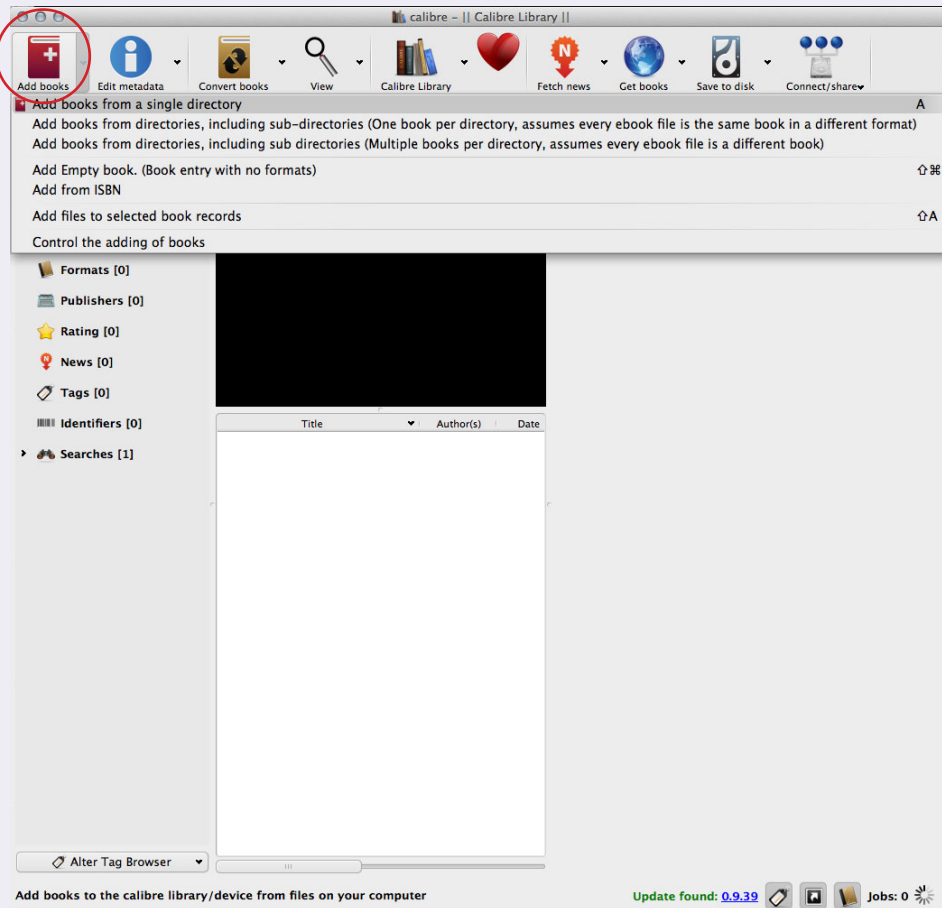 calibre - || Calibre Library ||
Add books Edit metadata Convert books View Calibre Library Fetch news Get books Save to disk Connect/share
Add books from a single directory A
Add books from directories, including sub-directories (One book per directory, assumes every ebook file is the same book in a different format)
Add books from directories, including sub directories (Multiple books per directory, assumes every ebook file is a different book)
Add Empty book. (Book entry with no formats) ⇧⌘
Add from ISBN
Add files to selected book records ⇧A
Control the adding of books
Formats [0]
Publishers [0]
Rating [0]
News [0]
Tags [0]
Identifiers [0]
Title Author(s) Date
Searches [1]
Alter Tag Browser
Add books to the calibre library/device from files on your computer Update found: 0.9.39 Jobs: 0